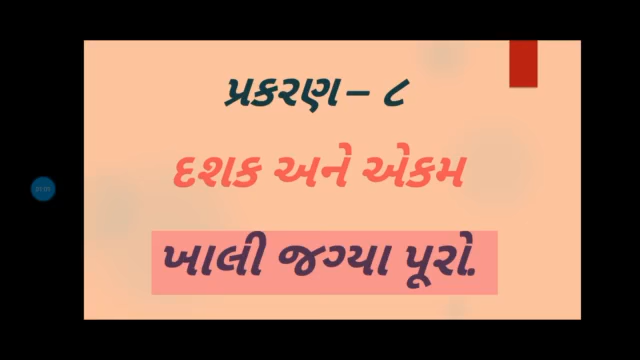 પ્રકરણ – ૮
દશક અને એકમ
ખાલી જગ્યા પૂરો.